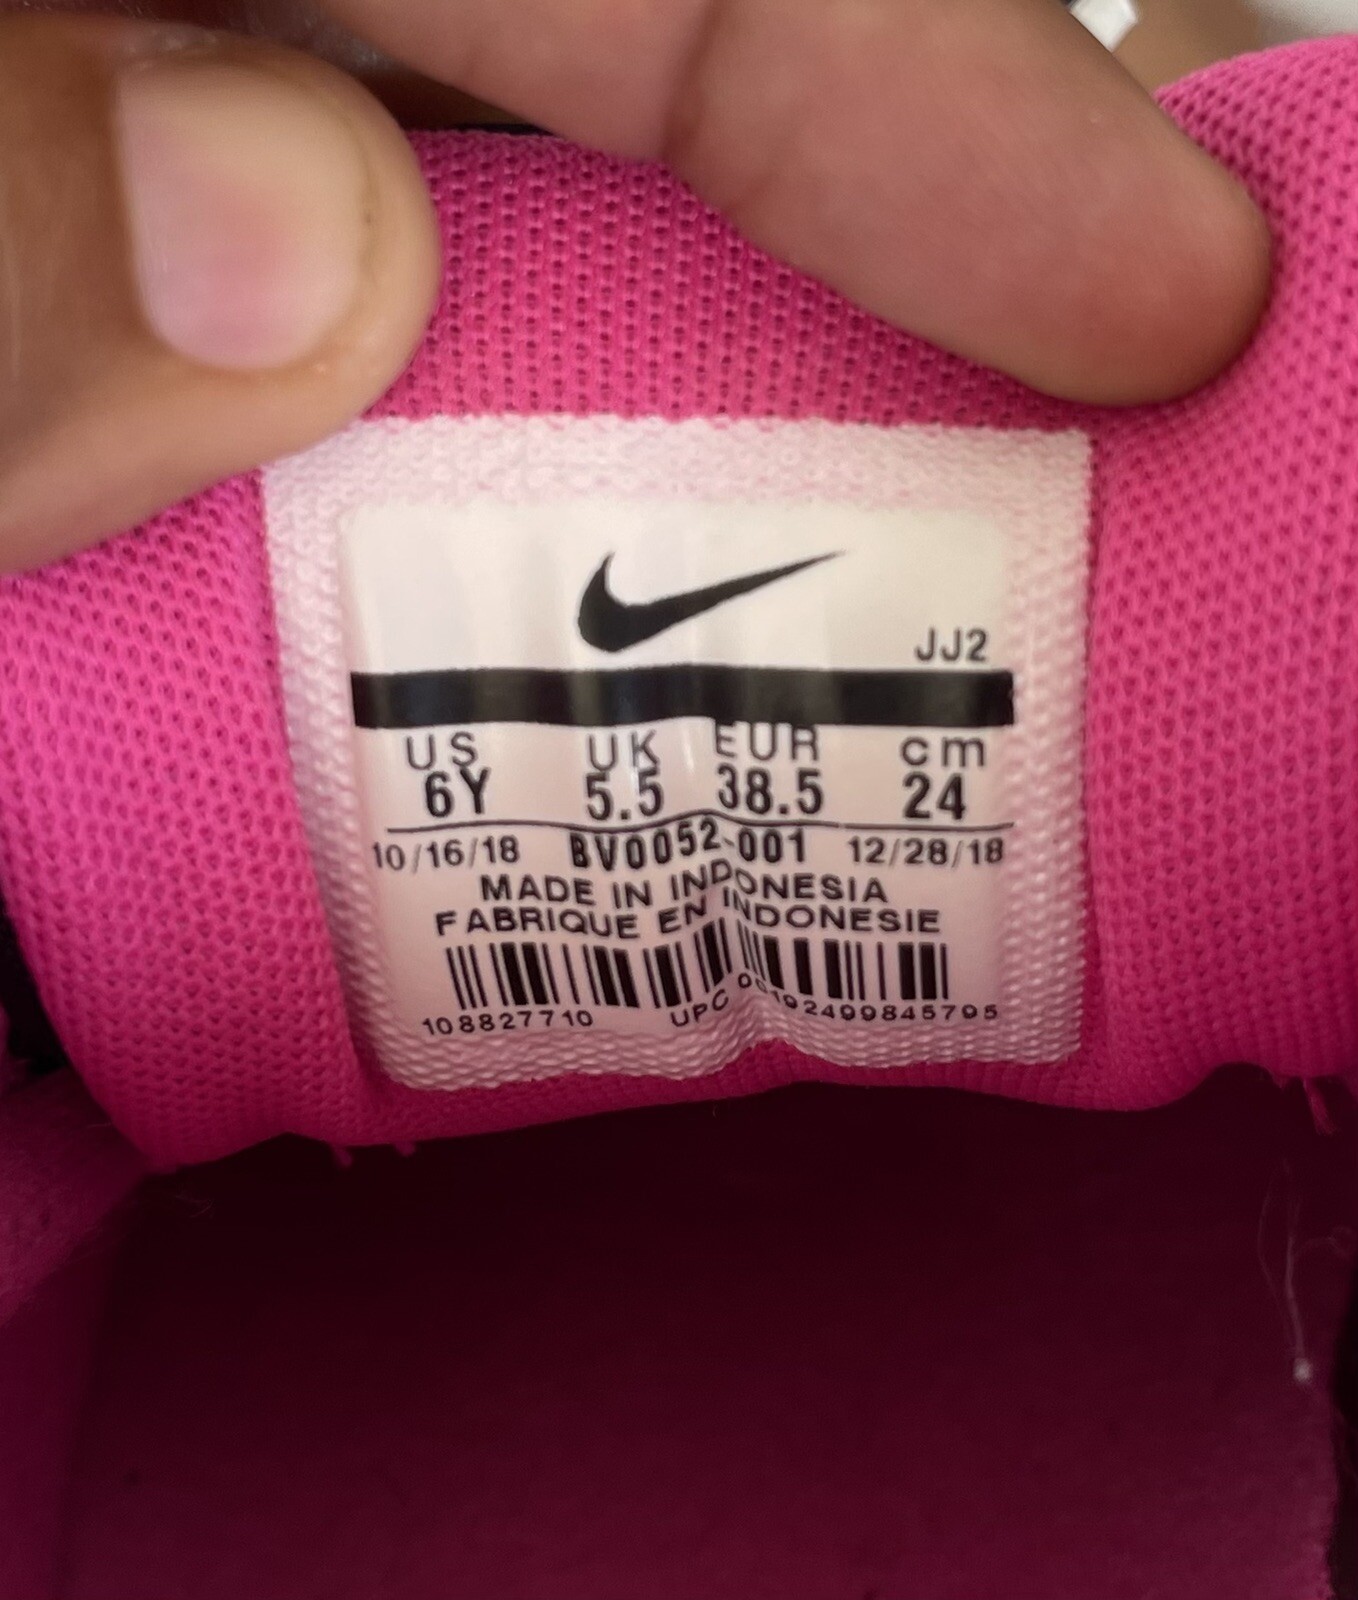 JJ2
US UK EUR cm
6Y 5.5 38.5 24
10/16/18 BV0052-001 12/28/18
MADE IN INDONESIA
FABRIQUE EN INDONESIE
108827710 UPC 00192499845795